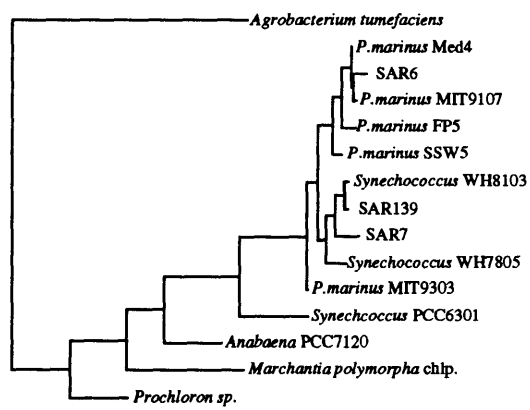 Agrobacterium tumefaciens
P.marinus Med4
SAR6
P.marinus MIT9107
P.marinus FP5
P.marinus SSW5
Synechococcus WH8103
SAR139
SAR7
Synechococcus WH7805
P.marinus MIT9303
Synechcoccus PCC6301
Anabaena PCC7120
Marchantia polymorpha chlp.
Prochloron sp.